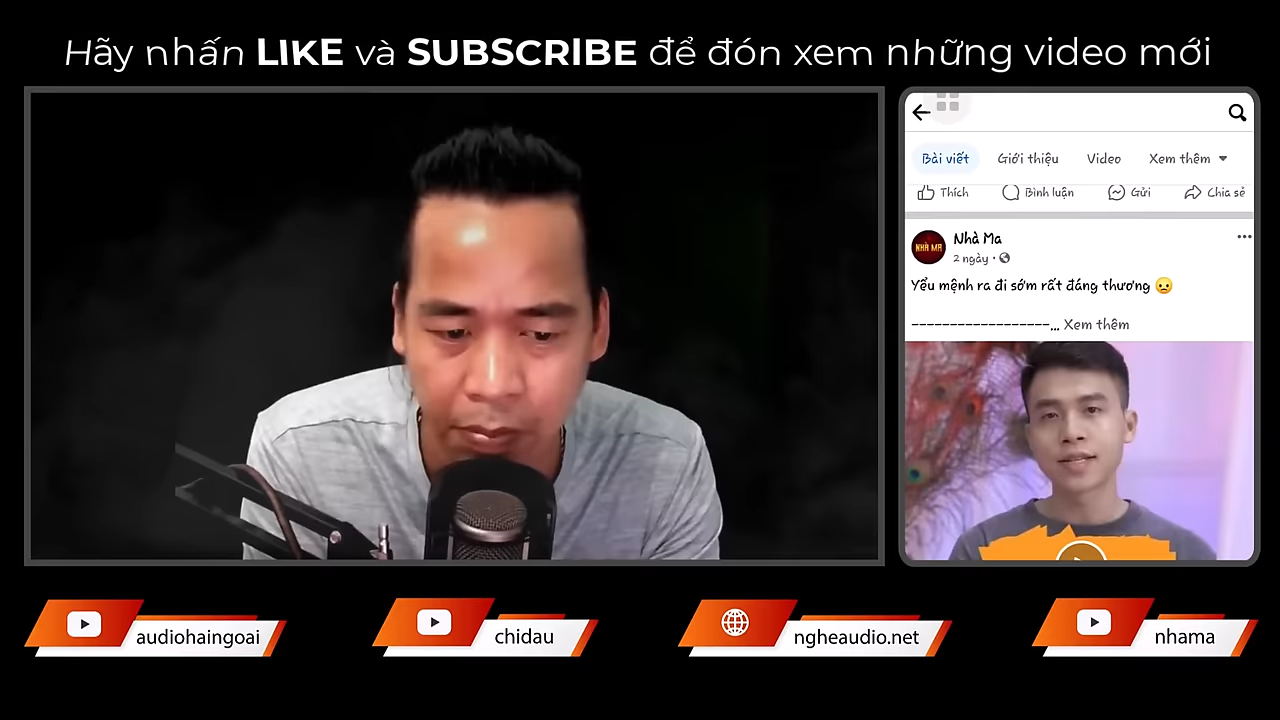 Hãy nhấn LIKE và SUBSCRIBE để đón xem những video mới
Bài viết Giới thiệu Video Xem thêm
Thích Bình luận Gửi Chia sẻ
NHÀ MA
Nhà Ma
2 ngày
Yểu mệnh ra đi sớm rất đáng thương 😟
------------------... Xem thêm
audiohaingoai chidau ngheaudio.net nhama